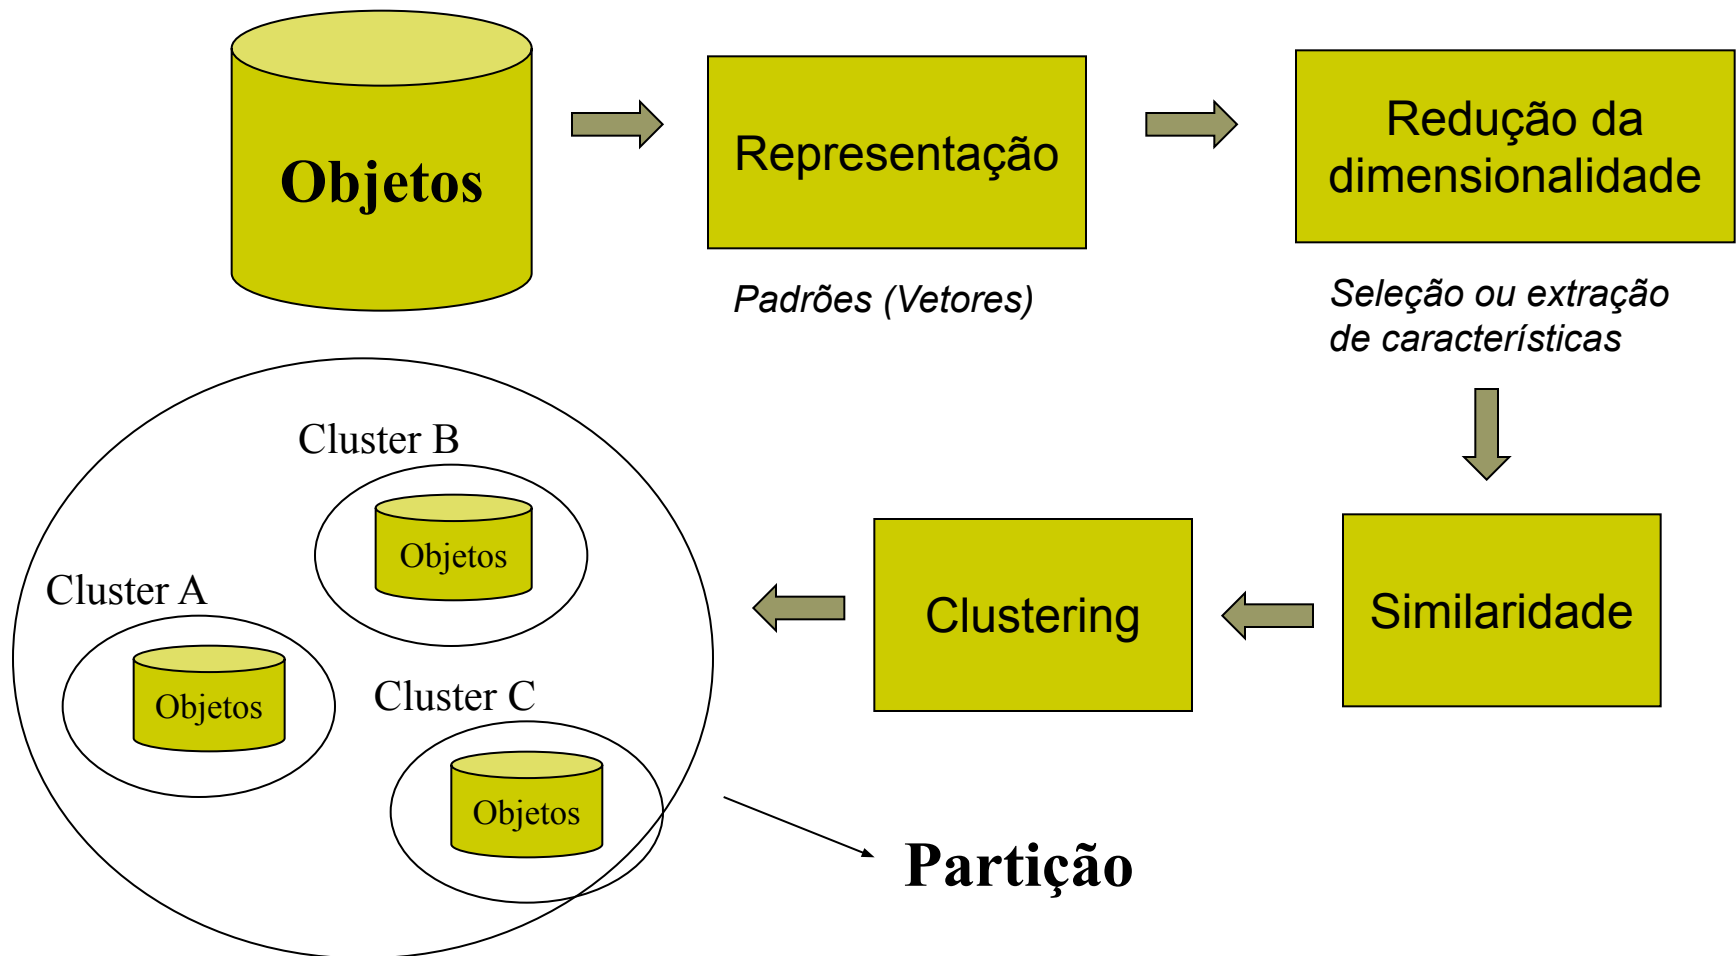 Objetos
Representação
Redução da
dimensionalidade
Padrões (Vetores)
Seleção ou extração
de característísticas
Similaridade
Clustering
Cluster B
Objetos
Cluster A
Objetos
Cluster C
Objetos
Partição